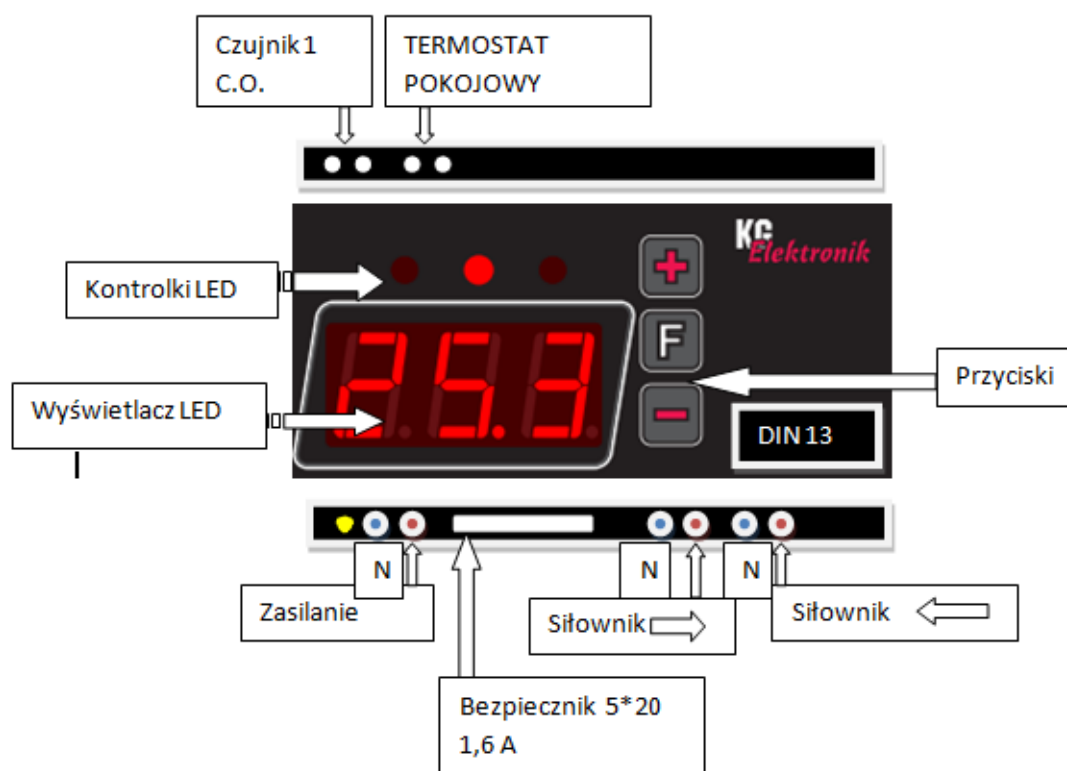 Czujnik 1
C.O.
TERMOSTAT
POKOJOWY
KG
Elektronik
Kontrolki LED
+
F
-
25.3
Przyciski
Wyświetlacz LED
DIN 13
N
N
N
Zasilanie
Siłownik
Siłownik
Bezpiecznik 5*20
1,6 A